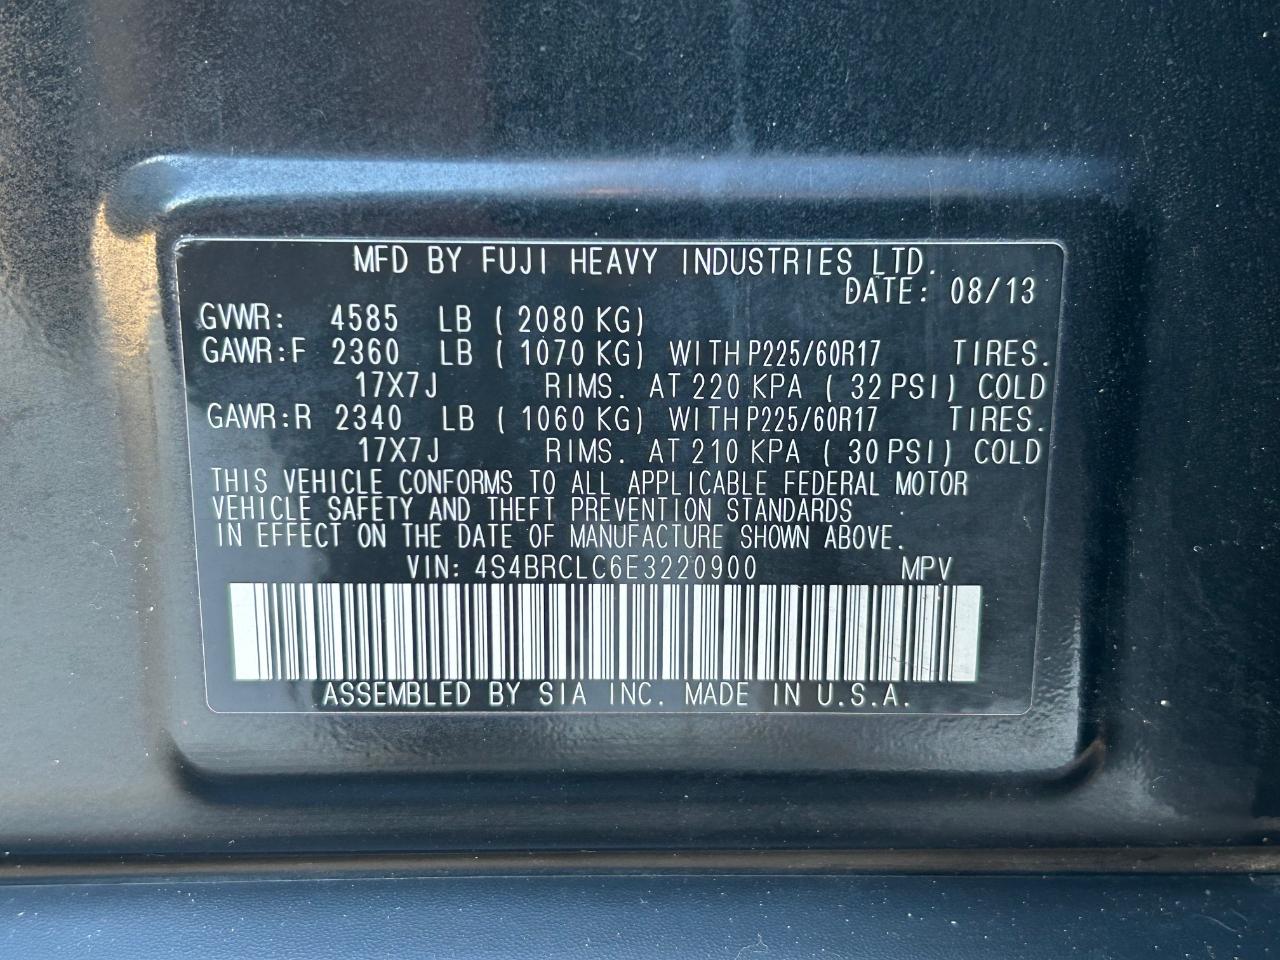 MFD BY FUJI HEAVY INDUSTRIES LTD.
DATE: 08/13
GVWR: 4585 LB ( 2080 KG)
GAWR:F 2360 LB ( 1070 KG) WITH P225/60R17 TIRES.
17X7J RIMS. AT 220 KPA ( 32 PSI) COLD
GAWR:R 2340 LB ( 1060 KG) WITH P225/60R17 TIRES.
17X7J RIMS. AT 210 KPA ( 30 PSI) COLD
THIS VEHICLE CONFORMS TO ALL APPLICABLE FEDERAL MOTOR
VEHICLE SAFETY AND THEFT PREVENTION STANDARDS
IN EFFECT ON THE DATE OF MANUFACTURE SHOWN ABOVE.
VIN: 4S4BRCLC6E3220900 MPV
ASSEMBLED BY SIA INC. MADE IN U.S.A.